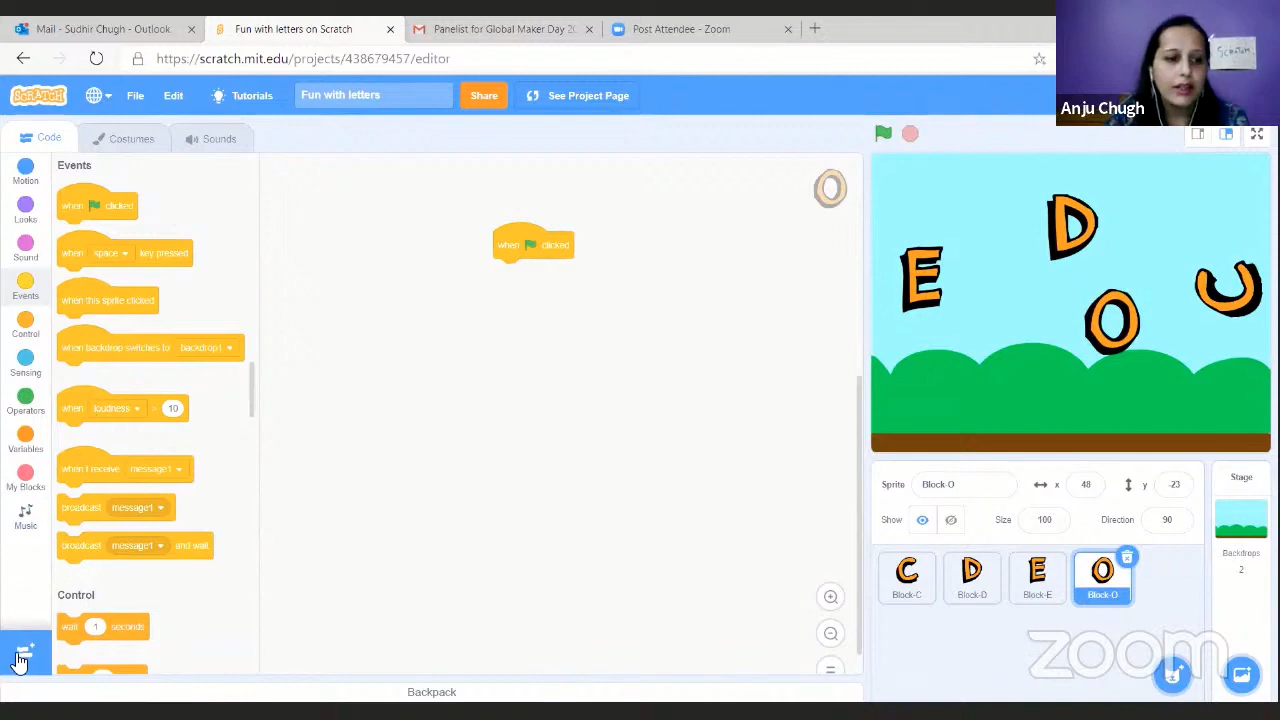 Mail - Sudhir Chugh - Outlook
Fun with letters on Scratch
Panelist for Global Maker Day 20
Post Attendee - Zoom
https://scratch.mit.edu/projects/438679457/editor
SCRATCH
File
Edit
Tutorials
Fun with letters
Share
See Project Page
Scratch
Anju Chugh
Code
Costumes
Sounds
Motion
Looks
Sound
Events
Control
Sensing
Operators
Variables
My Blocks
Music
Events
when clicked
when space key pressed
when this sprite clicked
when backdrop switches to backdrop1
when loudness > 10
when I receive message1
broadcast message1
broadcast message1 and wait
Control
wait 1 seconds
when clicked
O
D
E
C
O
Sprite
Block-O
x
48
y
-23
Show
Size
100
Direction
90
C
D
E
O
Block-C
Block-D
Block-E
Block-O
Stage
Backdrops
2
Backpack
zoom